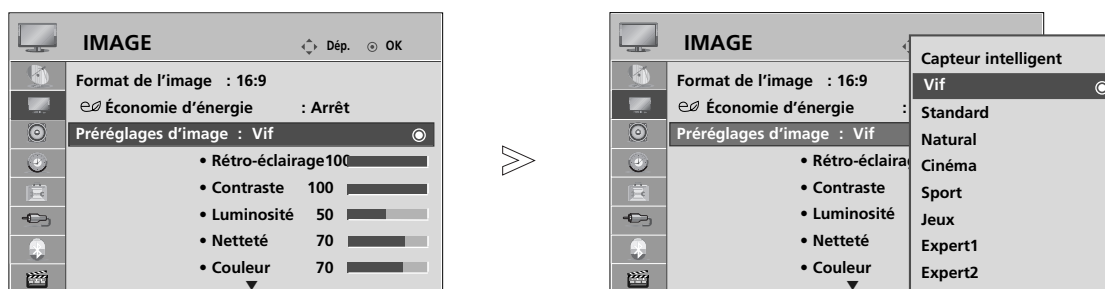 IMAGE Dép. OK
Format de l'image : 16:9
Économie d'énergie : Arrêt
Préréglages d'image : Vif
• Rétro-éclairage100
• Contraste 100
• Luminosité 50
• Netteté 70
• Couleur 70
IMAGE
Format de l'image : 16:9
Économie d'énergie :
Préréglages d'image : Vif
• Rétro-éclaira
• Contraste
• Luminosité
• Netteté
• Couleur
Capteur intelligent
Vif
Standard
Natural
Cinéma
Sport
Jeux
Expert1
Expert2